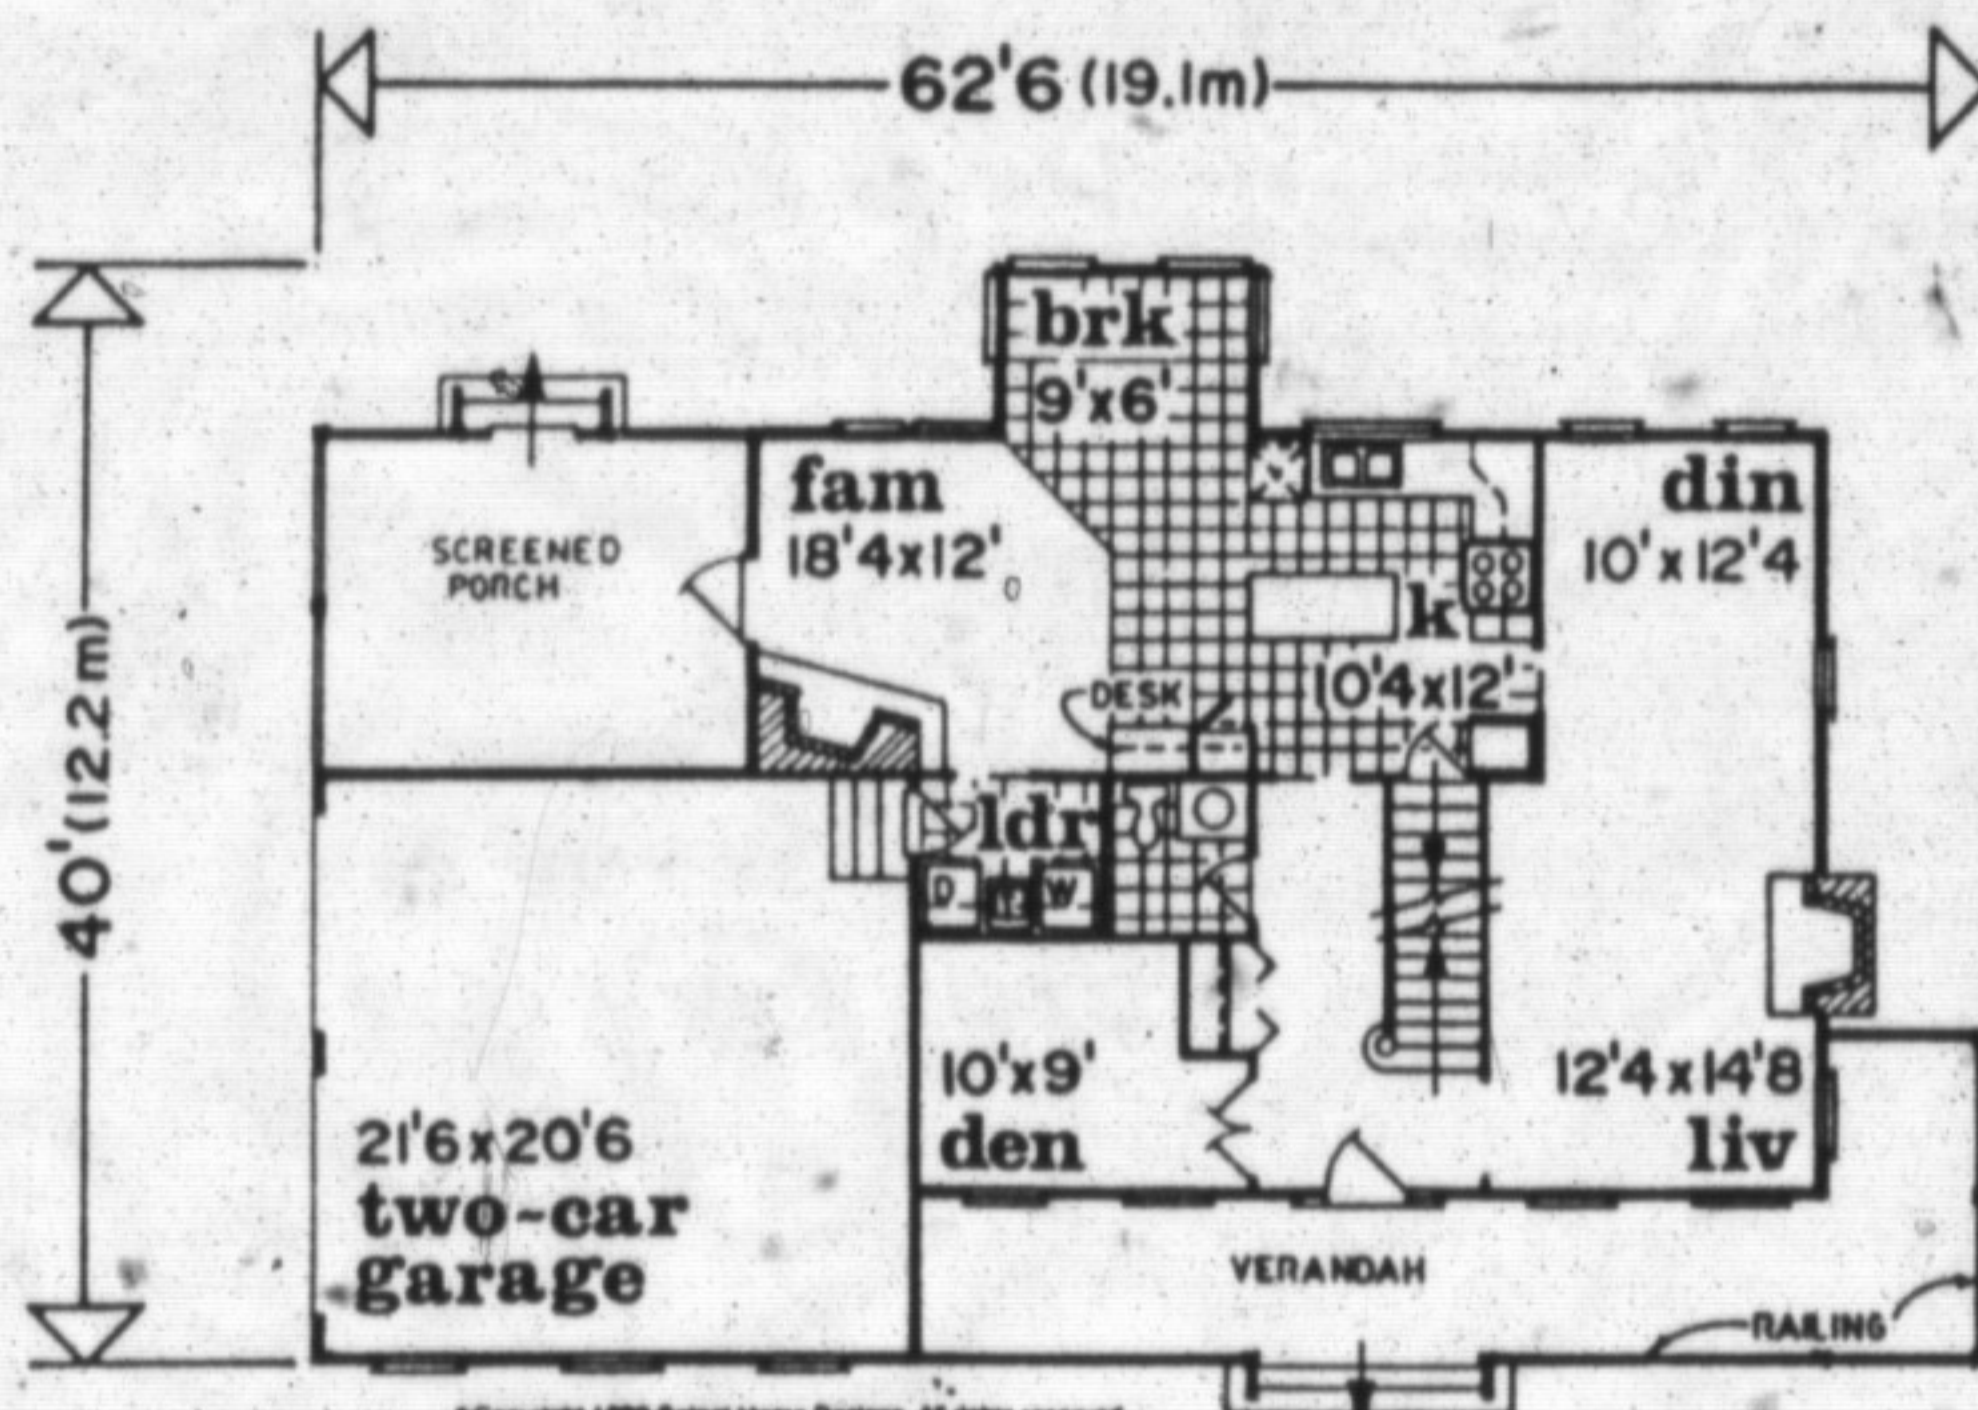 62'6 (19.1m)
40' (12.2m)
brk
9'x6'
fam
18'4x12'
SCREENED
PORCH
din
10'x12'4
k
10'4x12'
DESK
ldr
D
W
10'x9'
den
12'4x14'8
liv
21'6x20'6
two-car
garage
VERANDAH
RAILING